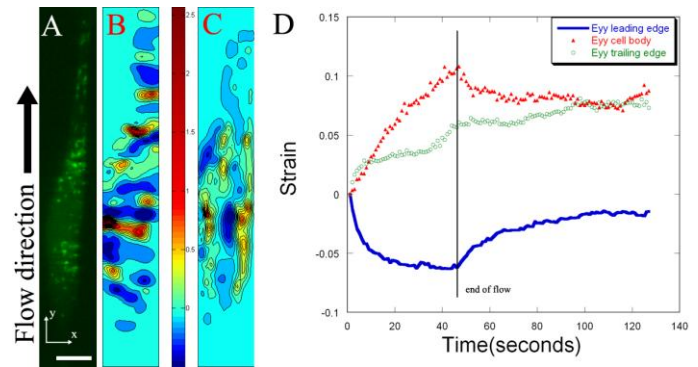 A
B
C
D
Flow direction
y
x
2.5
2
1.5
1
0.5
0
Eyy leading edge
Eyy cell body
Eyy trailing edge
0.15
0.1
0.05
0
-0.05
-0.1
Strain
end of flow
0 20 40 60 80 100 120 140
Time(seconds)